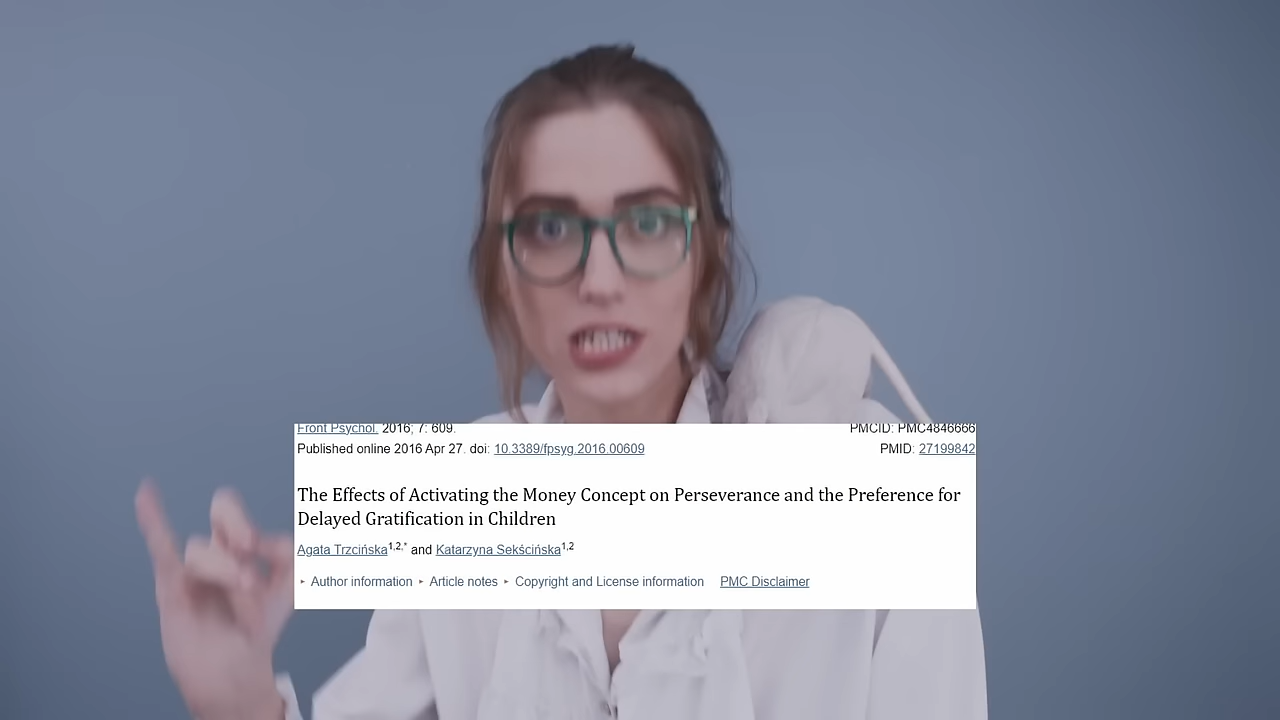 Front Psychol. 2016; 7: 609. PMCID: PMC4846666
Published online 2016 Apr 27. doi: 10.3389/fpsyg.2016.00609 PMID: 27199842
The Effects of Activating the Money Concept on Perseverance and the Preference for
Delayed Gratification in Children
Agata Trzcińska1,2,* and Katarzyna Sekścińska1,2
▸ Author information ▸ Article notes ▸ Copyright and License information PMC Disclaimer